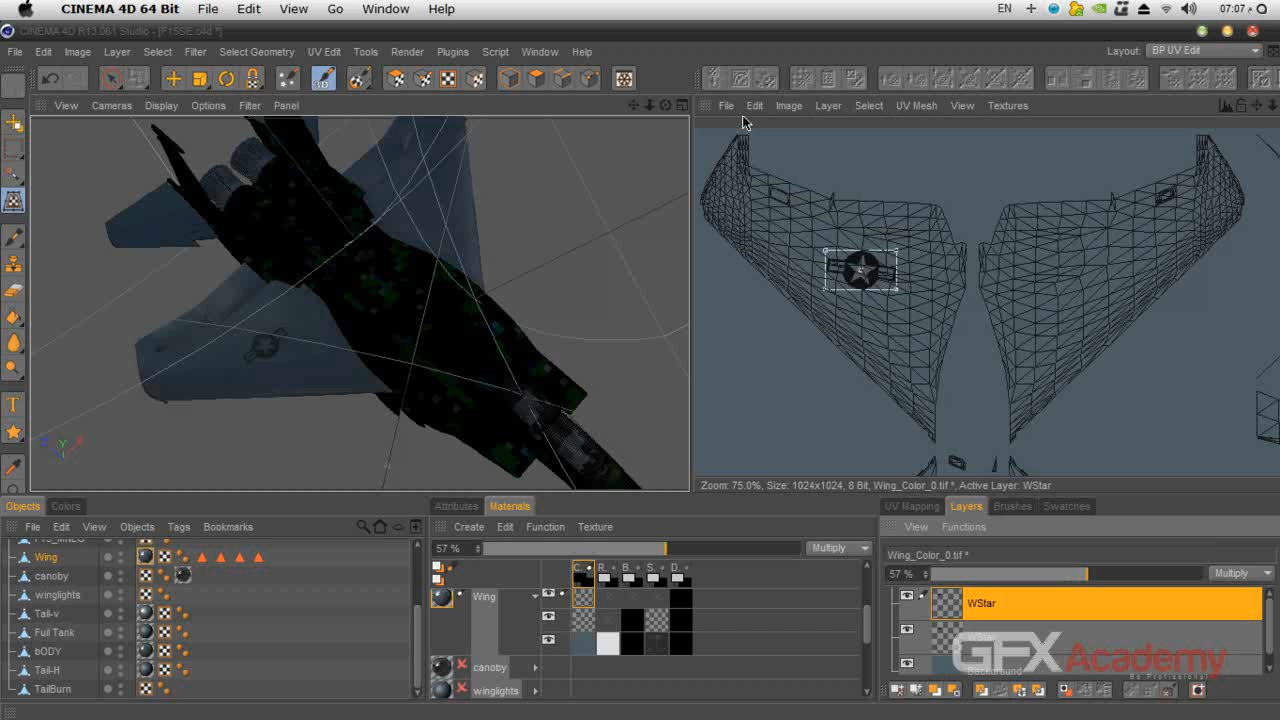 CINEMA 4D 64 Bit File Edit View Go Window Help EN 07:07 م
CINEMA 4D R13.061 Studio - [F15SE.c4d *]
File Edit Image Layer Select Filter Select Geometry UV Edit Tools Render Plugins Script Window Help Layout: BP UV Edit
3D
View Cameras Display Options Filter Panel
File Edit Image Layer Select UV Mesh View Textures
T
Y
Zoom: 75.0%, Size: 1024x1024, 8 Bit, Wing_Color_0.tif *, Active Layer: WStar
Objects Colors
Attributes Materials
UV Mapping Layers Brushes Swatches
File Edit View Objects Tags Bookmarks
Create Edit Function Texture
View Functions
Wing
canoby
winglights
Tail-v
Full Tank
bODY
Tail-H
TailBurn
57 % Multiply
C. R. B. S. D.
Wing
canoby
winglights
Wing_Color_0.tif *
57 % Multiply
WStar
WStar
Background
GFX Academy
Be Professional